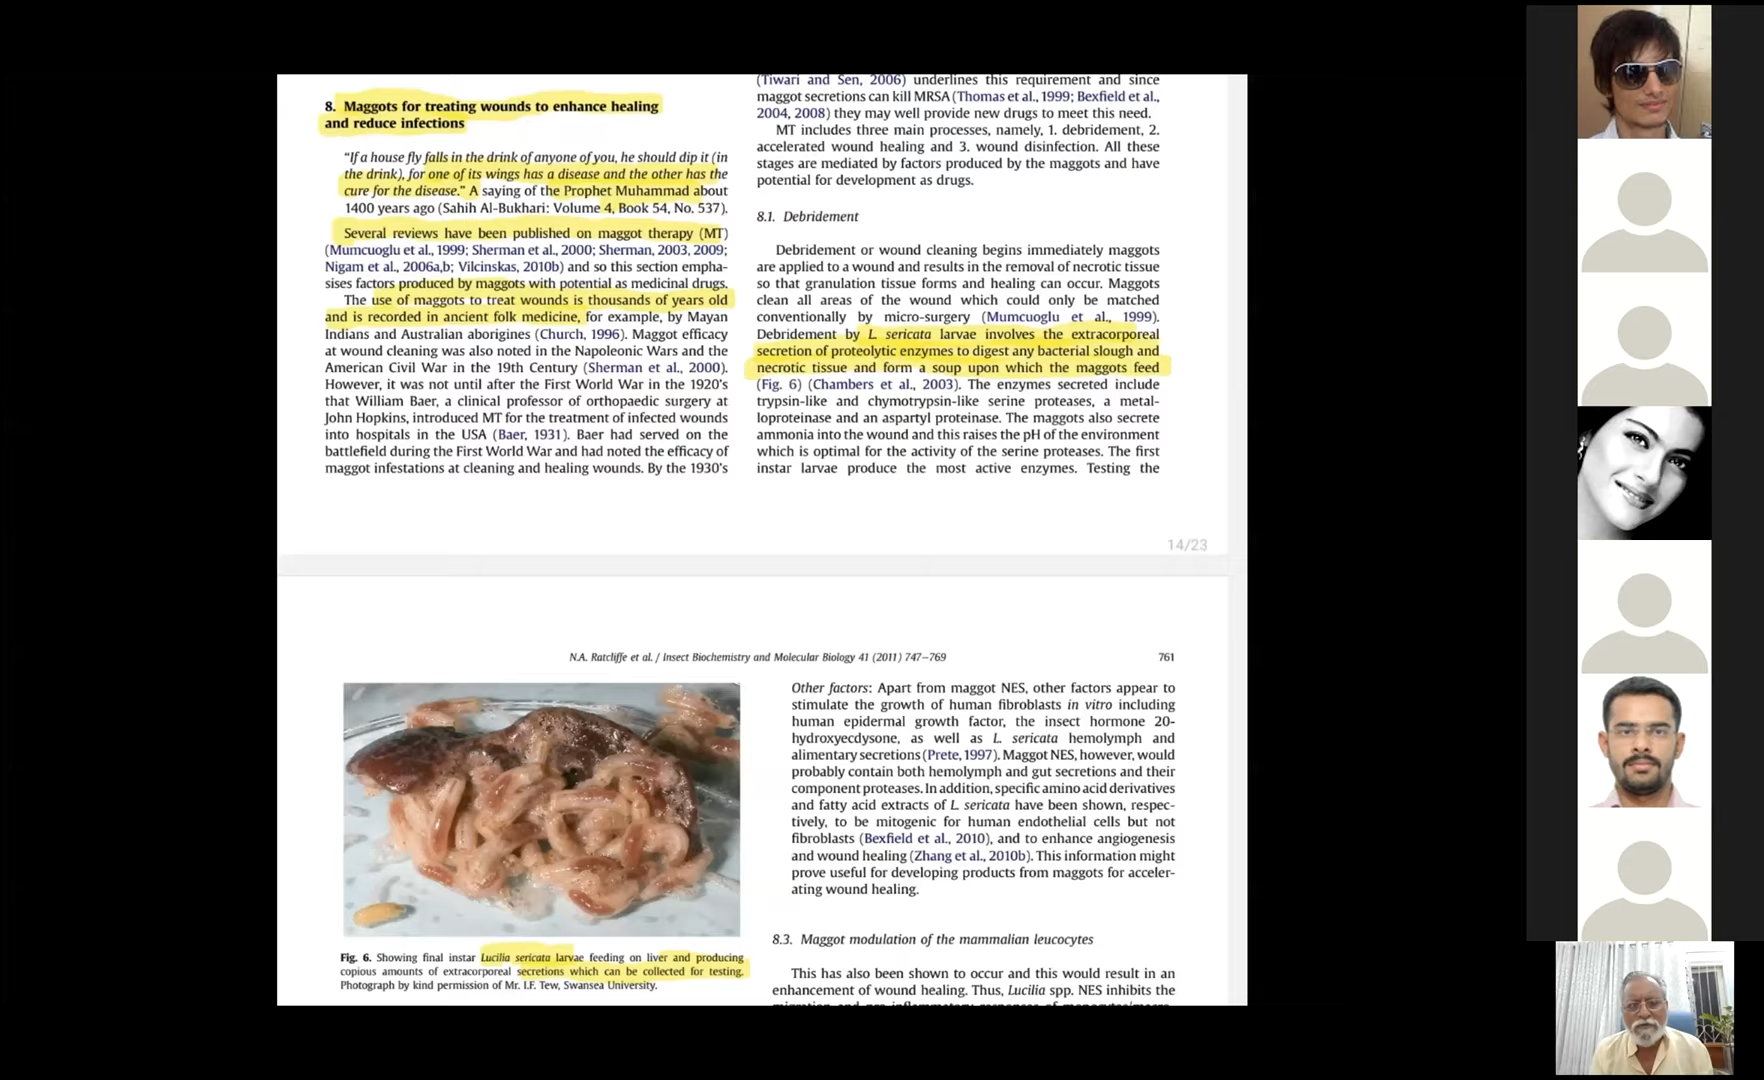 8. Maggots for treating wounds to enhance healing
and reduce infections
“If a house fly falls in the drink of anyone of you, he should dip it (in
the drink), for one of its wings has a disease and the other has the
cure for the disease.” A saying of the Prophet Muhammad about
1400 years ago (Sahih Al-Bukhari: Volume 4, Book 54, No. 537).
Several reviews have been published on maggot therapy (MT)
(Mumcuoglu et al., 1999; Sherman et al., 2000; Sherman, 2003, 2009;
Nigam et al., 2006a,b; Vilcinskas, 2010b) and so this section empha-
sises factors produced by maggots with potential as medicinal drugs.
The use of maggots to treat wounds is thousands of years old
and is recorded in ancient folk medicine, for example, by Mayan
Indians and Australian aborigines (Church, 1996). Maggot efficacy
at wound cleaning was also noted in the Napoleonic Wars and the
American Civil War in the 19th Century (Sherman et al., 2000).
However, it was not until after the First World War in the 1920's
that William Baer, a clinical professor of orthopaedic surgery at
John Hopkins, introduced MT for the treatment of infected wounds
into hospitals in the USA (Baer, 1931). Baer had served on the
battlefield during the First World War and had noted the efficacy of
maggot infestations at cleaning and healing wounds. By the 1930's
(Tiwari and Sen, 2006) underlines this requirement and since
maggot secretions can kill MRSA (Thomas et al., 1999; Bexfield et al.,
2004, 2008) they may well provide new drugs to meet this need.
MT includes three main processes, namely, 1. debridement, 2.
accelerated wound healing and 3. wound disinfection. All these
stages are mediated by factors produced by the maggots and have
potential for development as drugs.
8.1. Debridement
Debridement or wound cleaning begins immediately maggots
are applied to a wound and results in the removal of necrotic tissue
so that granulation tissue forms and healing can occur. Maggots
clean all areas of the wound which could only be matched
conventionally by micro-surgery (Mumcuoglu et al., 1999).
Debridement by L. sericata larvae involves the extracorporeal
secretion of proteolytic enzymes to digest any bacterial slough and
necrotic tissue and form a soup upon which the maggots feed
(Fig. 6) (Chambers et al., 2003). The enzymes secreted include
trypsin-like and chymotrypsin-like serine proteases, a metal-
loproteinase and an aspartyl proteinase. The maggots also secrete
ammonia into the wound and this raises the pH of the environment
which is optimal for the activity of the serine proteases. The first
instar larvae produce the most active enzymes. Testing the
14/23
N.A. Ratcliffe et al. / Insect Biochemistry and Molecular Biology 41 (2011) 747–769
761
Fig. 6. Showing final instar Lucilia sericata larvae feeding on liver and producing
copious amounts of extracorporeal secretions which can be collected for testing.
Photograph by kind permission of Mr. I.F. Tew, Swansea University.
Other factors: Apart from maggot NES, other factors appear to
stimulate the growth of human fibroblasts in vitro including
human epidermal growth factor, the insect hormone 20-
hydroxyecdysone, as well as L. sericata hemolymph and
alimentary secretions (Prete, 1997). Maggot NES, however, would
probably contain both hemolymph and gut secretions and their
component proteases. In addition, specific amino acid derivatives
and fatty acid extracts of L. sericata have been shown, respec-
tively, to be mitogenic for human endothelial cells but not
fibroblasts (Bexfield et al., 2010), and to enhance angiogenesis
and wound healing (Zhang et al., 2010b). This information might
prove useful for developing products from maggots for acceler-
ating wound healing.
8.3. Maggot modulation of the mammalian leucocytes
This has also been shown to occur and this would result in an
enhancement of wound healing. Thus, Lucilia spp. NES inhibits the